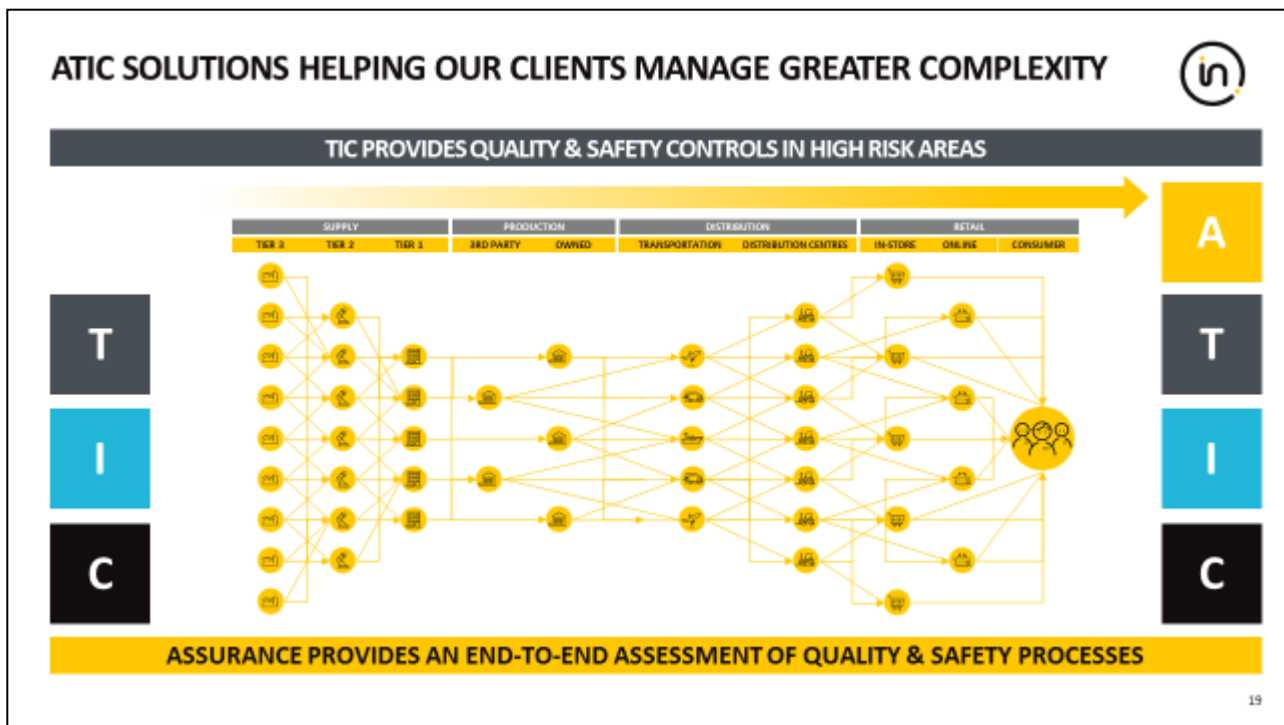 ATIC SOLUTIONS HELPING OUR CLIENTS MANAGE GREATER COMPLEXITY
in
TIC PROVIDES QUALITY & SAFETY CONTROLS IN HIGH RISK AREAS
SUPPLY PRODUCTION DISTRIBUTION RETAIL
TIER 3 TIER 2 TIER 1 3RD PARTY OWNED TRANSPORTATION DISTRIBUTION CENTRES IN-STORE ONLINE CONSUMER
A
T T
I I
C C
ASSURANCE PROVIDES AN END-TO-END ASSESSMENT OF QUALITY & SAFETY PROCESSES
19